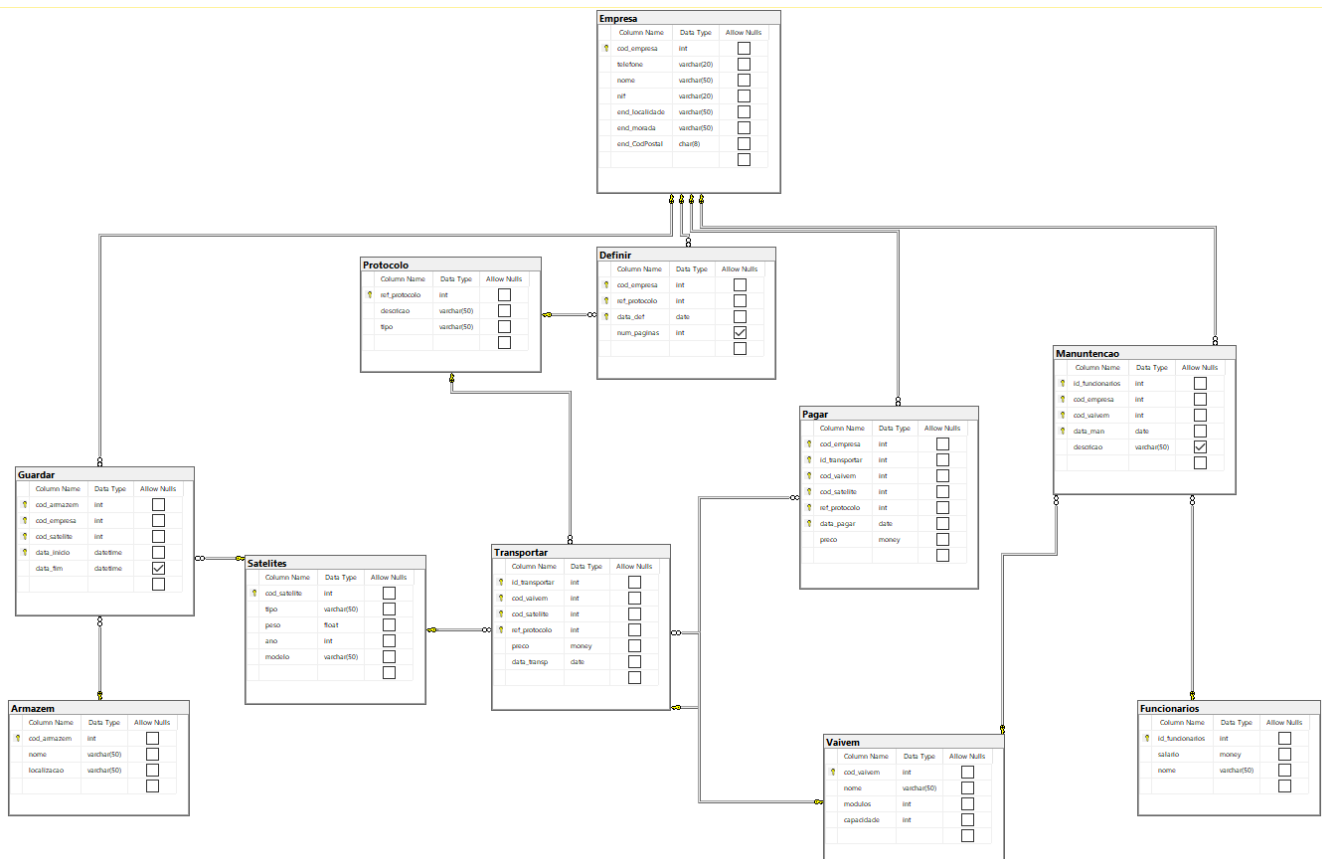 Empresa
Column Name Data Type Allow Nulls
cod_empresa int
telefone varchar(20)
nome varchar(50)
nif varchar(20)
end_localidade varchar(50)
end_morada varchar(50)
end_CodPostal char(8)
Protocolo
Column Name Data Type Allow Nulls
ref_protocolo int
descricao varchar(50)
tipo varchar(50)
Definir
Column Name Data Type Allow Nulls
cod_empresa int
ref_protocolo int
data_def date
num_paginas int
Manuntencao
Column Name Data Type Allow Nulls
id_funcionarios int
cod_empresa int
cod_vaivem int
data_man date
descricao varchar(50)
Pagar
Column Name Data Type Allow Nulls
cod_empresa int
id_transportar int
cod_vaivem int
cod_satelite int
ref_protocolo int
data_pagar date
preco money
Guardar
Column Name Data Type Allow Nulls
cod_armazem int
cod_empresa int
cod_satelite int
data_inicio datetime
data_fim datetime
Satelites
Column Name Data Type Allow Nulls
cod_satelite int
tipo varchar(50)
peso float
ano int
modelo varchar(50)
Transportar
Column Name Data Type Allow Nulls
id_transportar int
cod_vaivem int
cod_satelite int
ref_protocolo int
preco money
data_transp date
Armazem
Column Name Data Type Allow Nulls
cod_armazem int
nome varchar(50)
localizacao varchar(50)
Vaivem
Column Name Data Type Allow Nulls
cod_vaivem int
nome varchar(50)
modulos int
capacidade int
Funcionarios
Column Name Data Type Allow Nulls
id_funcionarios int
salario money
nome varchar(50)